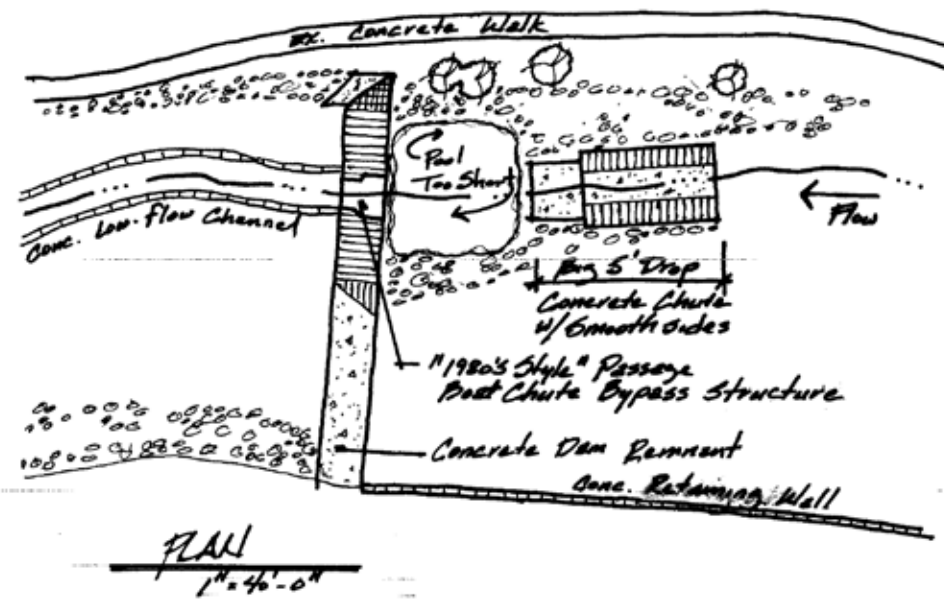 Ex. Concrete Walk
Pool
Too Short
Flow
Conc. Low-Flow Channel
Big 5' Drop
Concrete Chute
w/ Smooth sides
"1980's Style" Passage
Boat Chute Bypass Structure
Concrete Dam Remnant
Conc. Retaining Wall
PLAN
1" = 40'-0"